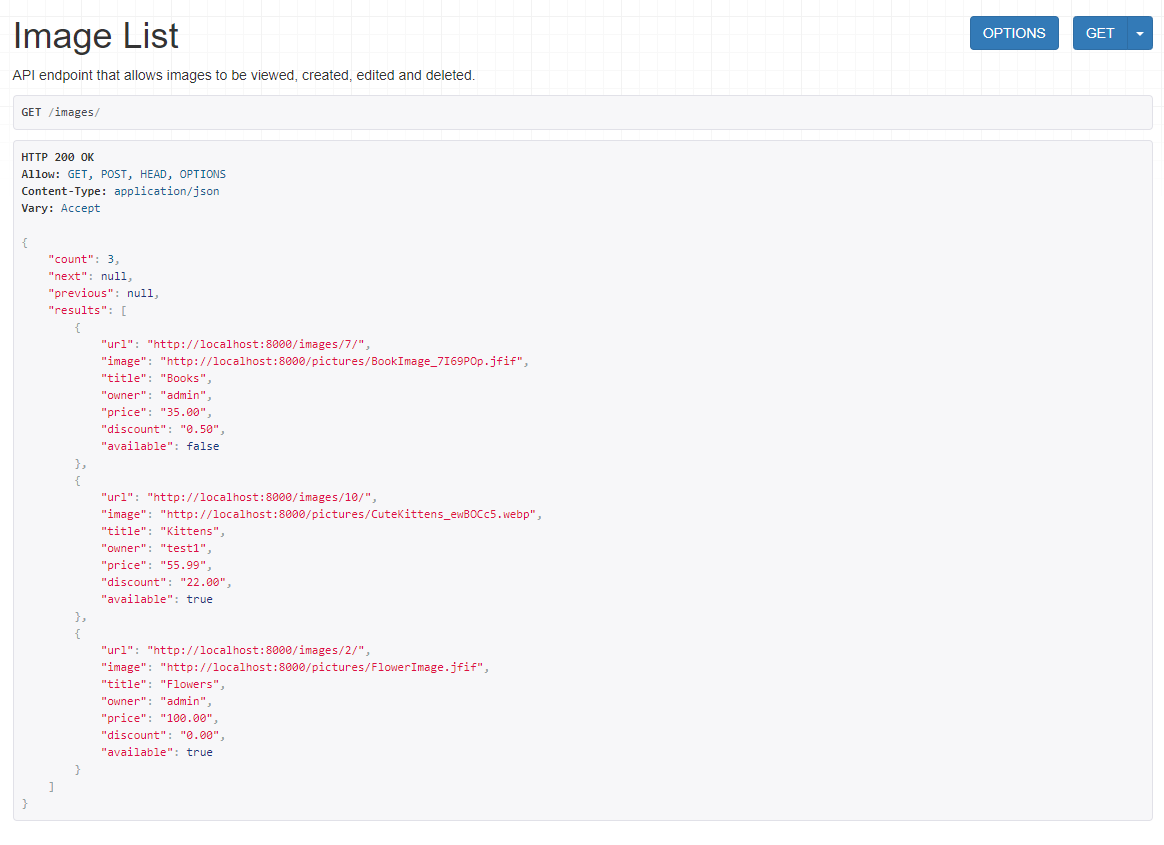 Image List
OPTIONS
GET
API endpoint that allows images to be viewed, created, edited and deleted.
GET /images/
HTTP 200 OK
Allow: GET, POST, HEAD, OPTIONS
Content-Type: application/json
Vary: Accept
{
    "count": 3,
    "next": null,
    "previous": null,
    "results": [
        {
            "url": "http://localhost:8000/images/7/",
            "image": "http://localhost:8000/pictures/BookImage_7I69POp.jfif",
            "title": "Books",
            "owner": "admin",
            "price": "35.00",
            "discount": "0.50",
            "available": false
        },
        {
            "url": "http://localhost:8000/images/10/",
            "image": "http://localhost:8000/pictures/CuteKittens_ewBOCc5.webp",
            "title": "Kittens",
            "owner": "test1",
            "price": "55.99",
            "discount": "22.00",
            "available": true
        },
        {
            "url": "http://localhost:8000/images/2/",
            "image": "http://localhost:8000/pictures/FlowerImage.jfif",
            "title": "Flowers",
            "owner": "admin",
            "price": "100.00",
            "discount": "0.00",
            "available": true
        }
    ]
}